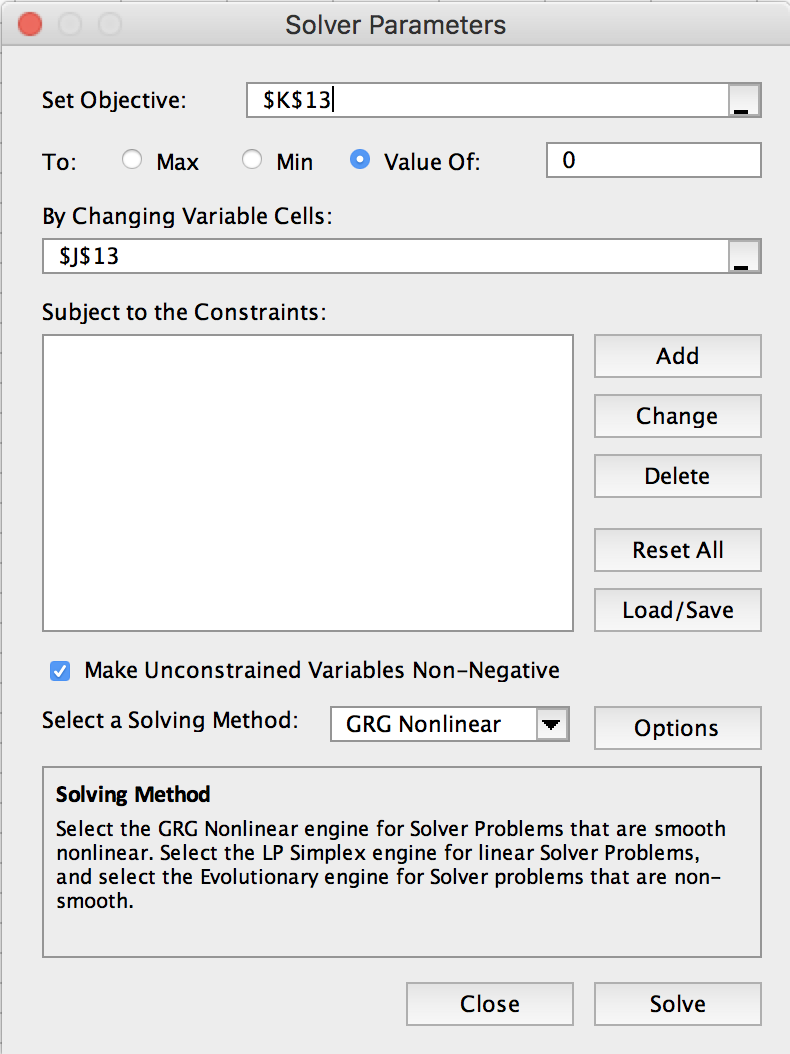 Solver Parameters
Set Objective: $K$13
To: Max Min Value Of: 0
By Changing Variable Cells:
$J$13
Subject to the Constraints:
Add
Change
Delete
Reset All
Load/Save
Make Unconstrained Variables Non-Negative
Select a Solving Method: GRG Nonlinear Options
Solving Method
Select the GRG Nonlinear engine for Solver Problems that are smooth
nonlinear. Select the LP Simplex engine for linear Solver Problems,
and select the Evolutionary engine for Solver problems that are non-
smooth.
Close Solve